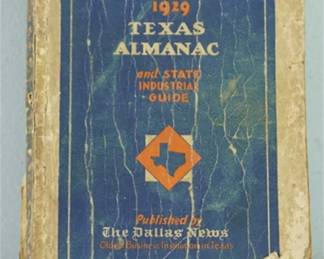 1929
TEXAS
ALMANAC
and STATE
INDUSTRIAL
GUIDE
Published by
The Dallas News
Oldest Business Institution in Texas